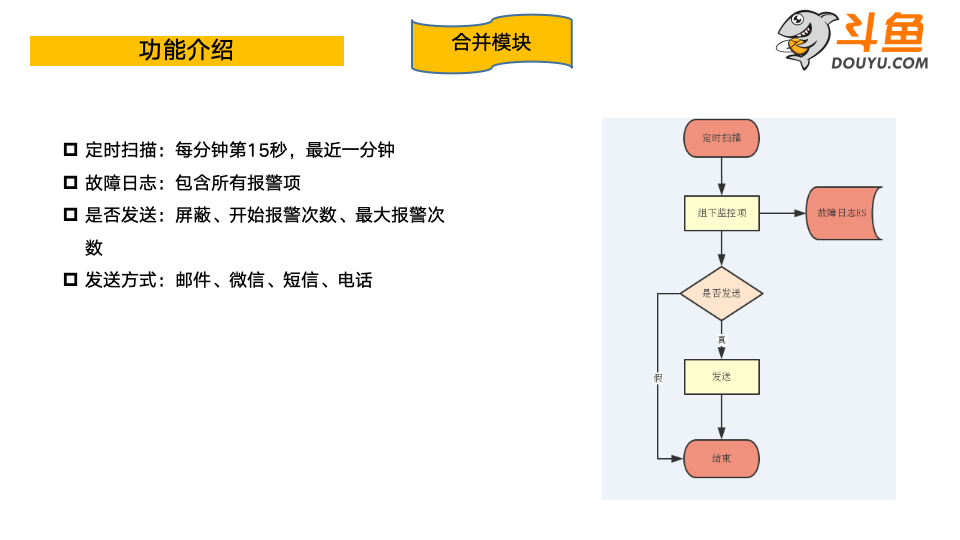 功能介绍
合并模块
斗鱼
DOUYU.COM
定时扫描：每分钟第15秒，最近一分钟
故障日志：包含所有报警项
是否发送：屏蔽、开始报警次数、最大报警次
数
发送方式：邮件、微信、短信、电话
定时扫描
组下监控项
故障日志ES
是否发送
真
假
发送
结束